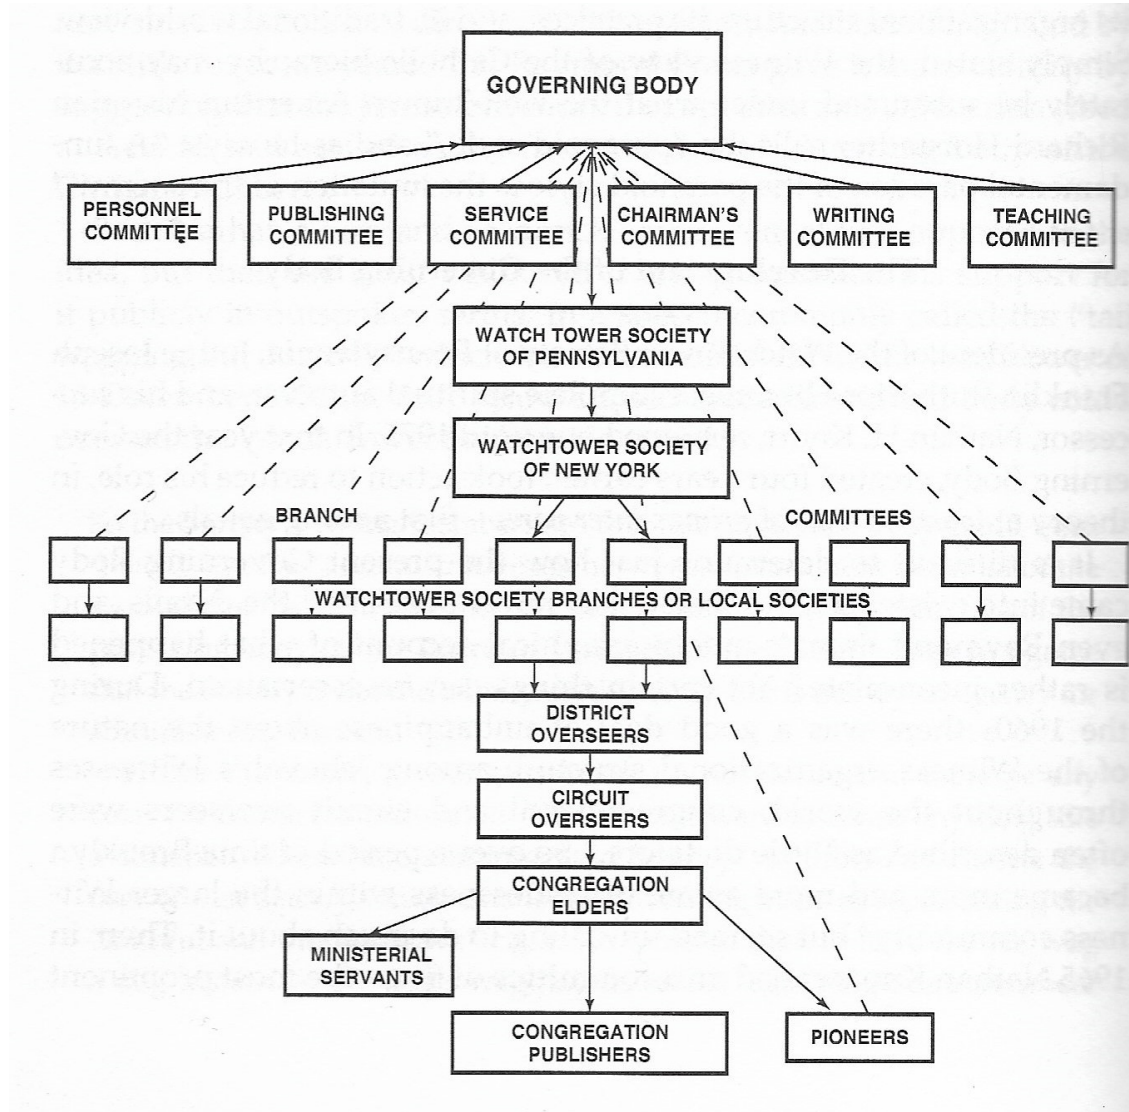 GOVERNING BODY
PERSONNEL
COMMITTEE
PUBLISHING
COMMITTEE
SERVICE
COMMITTEE
CHAIRMAN'S
COMMITTEE
WRITING
COMMITTEE
TEACHING
COMMITTEE
WATCH TOWER SOCIETY
OF PENNSYLVANIA
WATCHTOWER SOCIETY
OF NEW YORK
BRANCH COMMITTEES
WATCHTOWER SOCIETY BRANCHES OR LOCAL SOCIETIES
DISTRICT
OVERSEERS
CIRCUIT
OVERSEERS
CONGREGATION
ELDERS
MINISTERIAL
SERVANTS
CONGREGATION
PUBLISHERS
PIONEERS